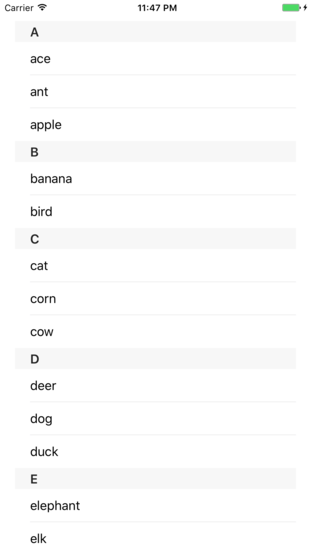 Carrier 11:47 PM
A
ace
ant
apple
B
banana
bird
C
cat
corn
cow
D
deer
dog
duck
E
elephant
elk